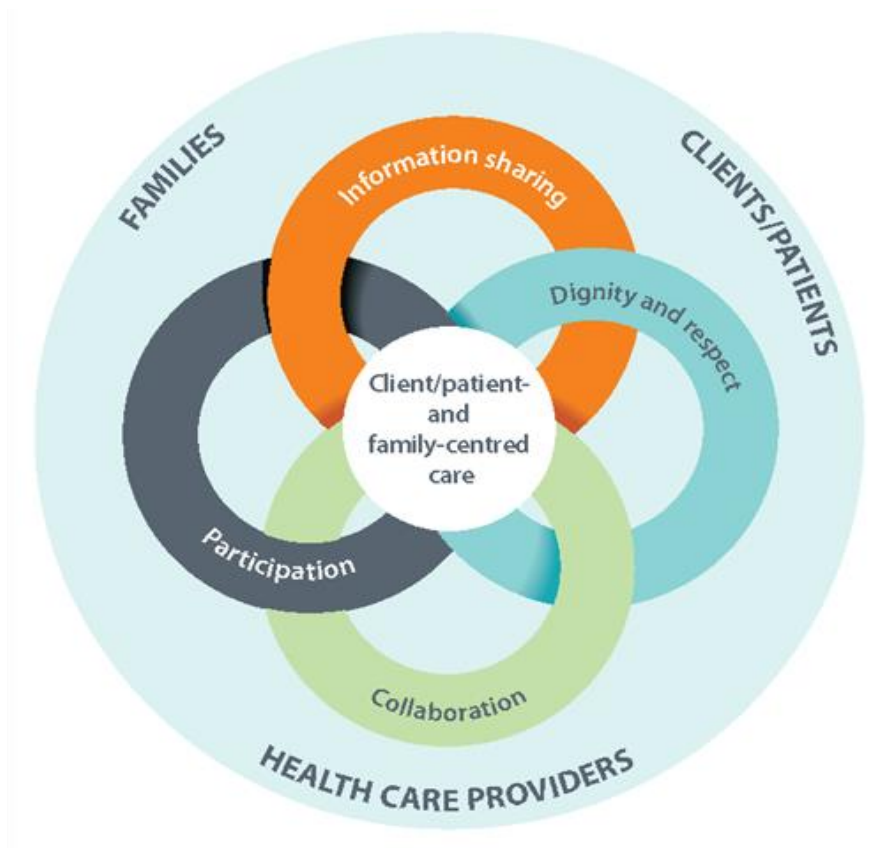 FAMILIES
CLIENTS/PATIENTS
Information sharing
Dignity and respect
Client/patient-
and
family-centred
care
Participation
Collaboration
HEALTH CARE PROVIDERS